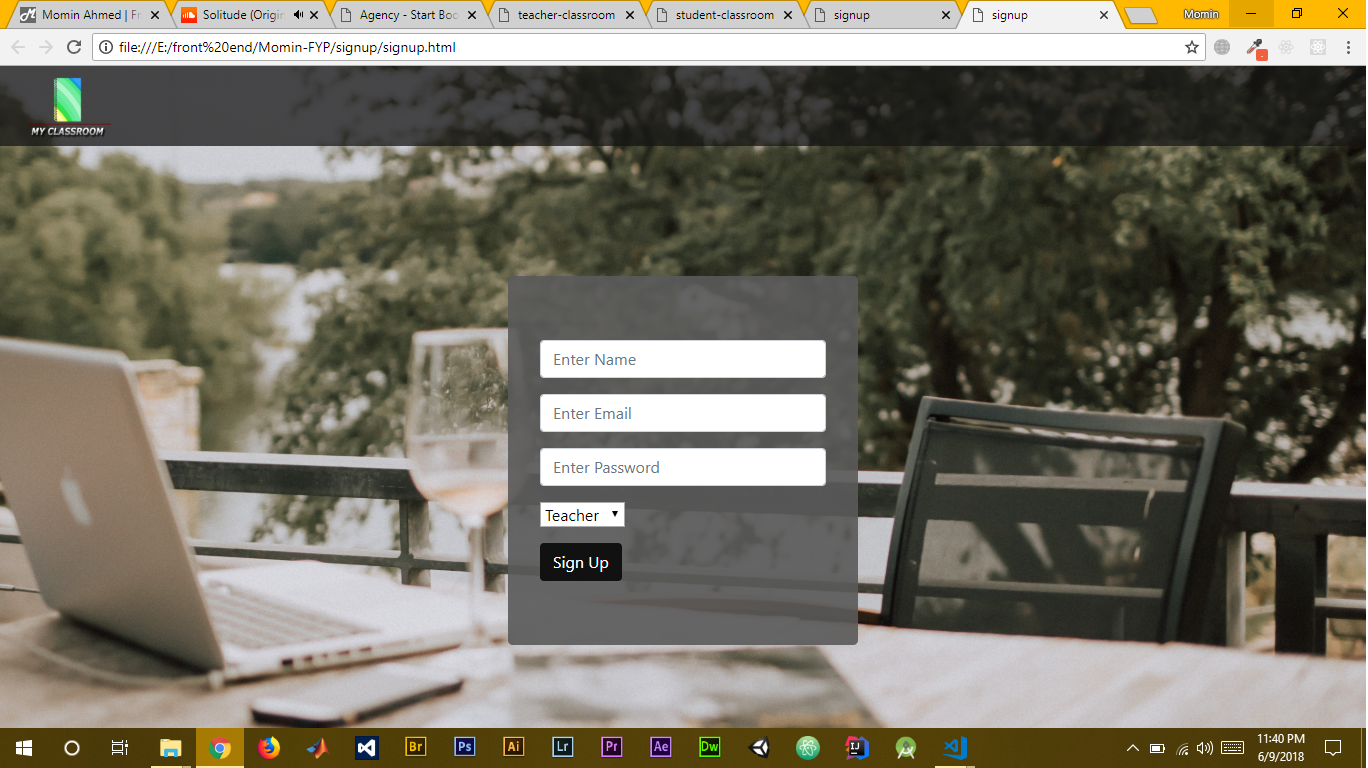 Momin Ahmed | Fr
Solitude (Origin
Agency - Start Boo
teacher-classroom
student-classroom
signup
signup
Momin
file:///E:/front%20end/Momin-FYP/signup/signup.html
MY CLASSROOM
Enter Name
Enter Email
Enter Password
Teacher
Sign Up
Br
Ps
Ai
Lr
Pr
Ae
Dw
IJ
11:40 PM
6/9/2018